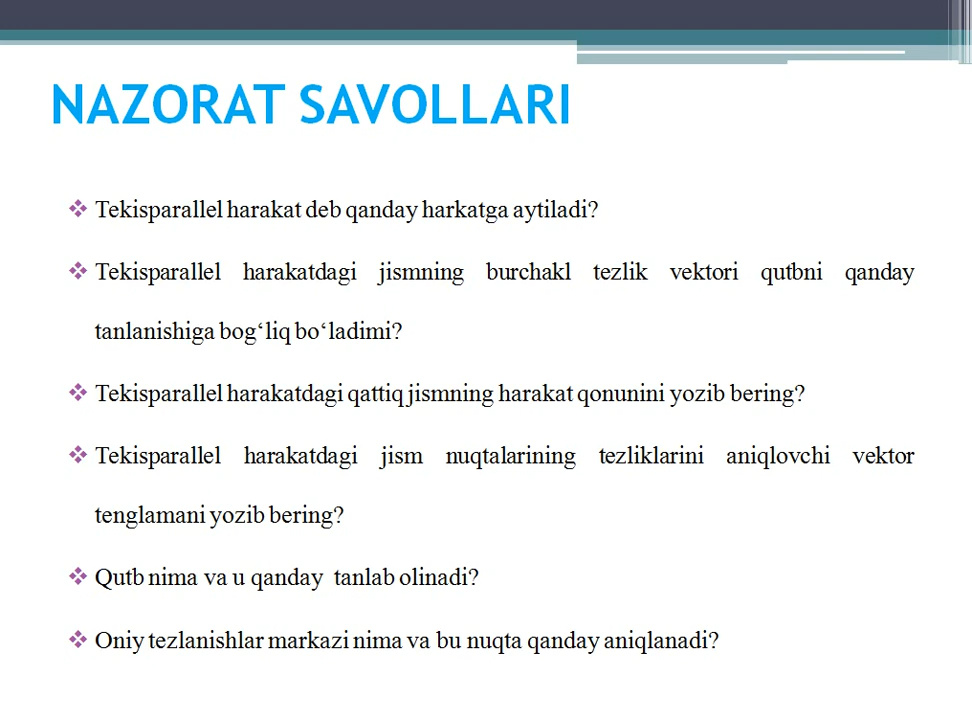 NAZORAT SAVOLLARI
❖ Tekisparallel harakat deb qanday harkatga aytiladi?
❖ Tekisparallel harakatdagi jismning burchakl tezlik vektori qutbni qanday
tanlanishiga bog‘liq bo‘ladimi?
❖ Tekisparallel harakatdagi qattiq jismning harakat qonunini yozib bering?
❖ Tekisparallel harakatdagi jism nuqtalarining tezliklarini aniqlovchi vektor
tenglamani yozib bering?
❖ Qutb nima va u qanday tanlab olinadi?
❖ Oniy tezlanishlar markazi nima va bu nuqta qanday aniqlanadi?